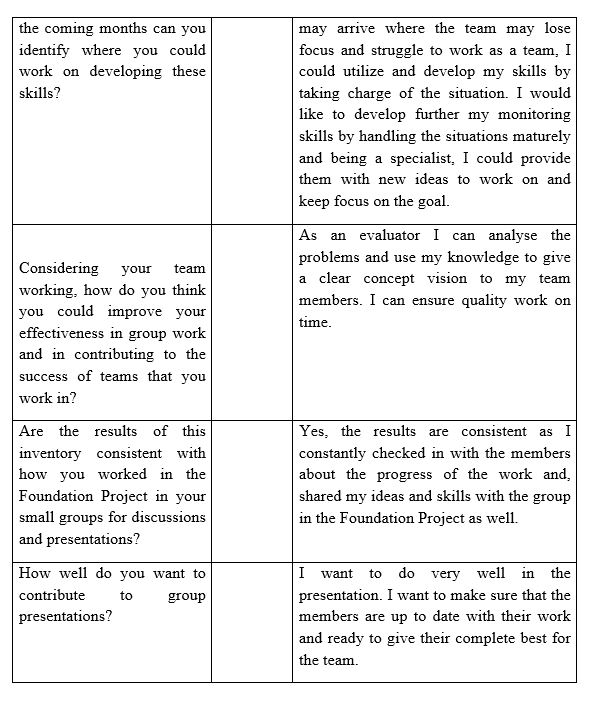 the coming months can you
identify where you could
work on developing these
skills?
may arrive where the team may lose
focus and struggle to work as a team, I
could utilize and develop my skills by
taking charge of the situation. I would
like to develop further my monitoring
skills by handling the situations maturely
and being a specialist, I could provide
them with new ideas to work on and
keep focus on the goal.
Considering your team
working, how do you think
you could improve your
effectiveness in group work
and in contributing to the
success of teams that you
work in?
As an evaluator I can analyse the
problems and use my knowledge to give
a clear concept vision to my team
members. I can ensure quality work on
time.
Are the results of this
inventory consistent with
how you worked in the
Foundation Project in your
small groups for discussions
and presentations?
Yes, the results are consistent as I
constantly checked in with the members
about the progress of the work and,
shared my ideas and skills with the group
in the Foundation Project as well.
How well do you want to
contribute to group
presentations?
I want to do very well in the
presentation. I want to make sure that the
members are up to date with their work
and ready to give their complete best for
the team.